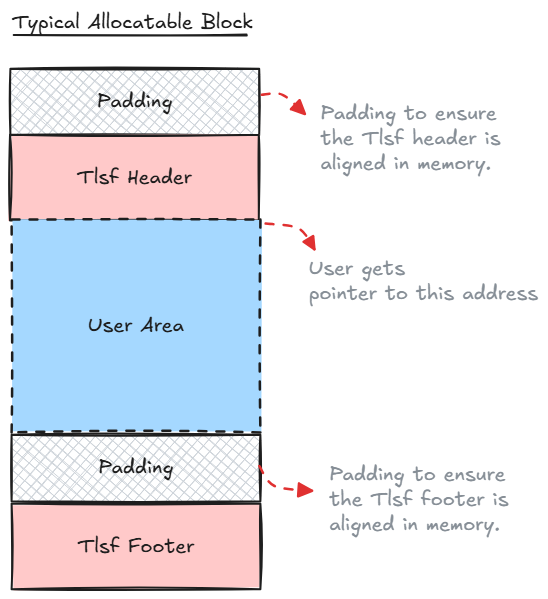 Typical Allocatable Block
Padding
Padding to ensure
the Tlsf header is
aligned in memory.
Tlsf Header
User gets
pointer to this address
User Area
Padding
Padding to ensure
the Tlsf footer is
aligned in memory.
Tlsf Footer